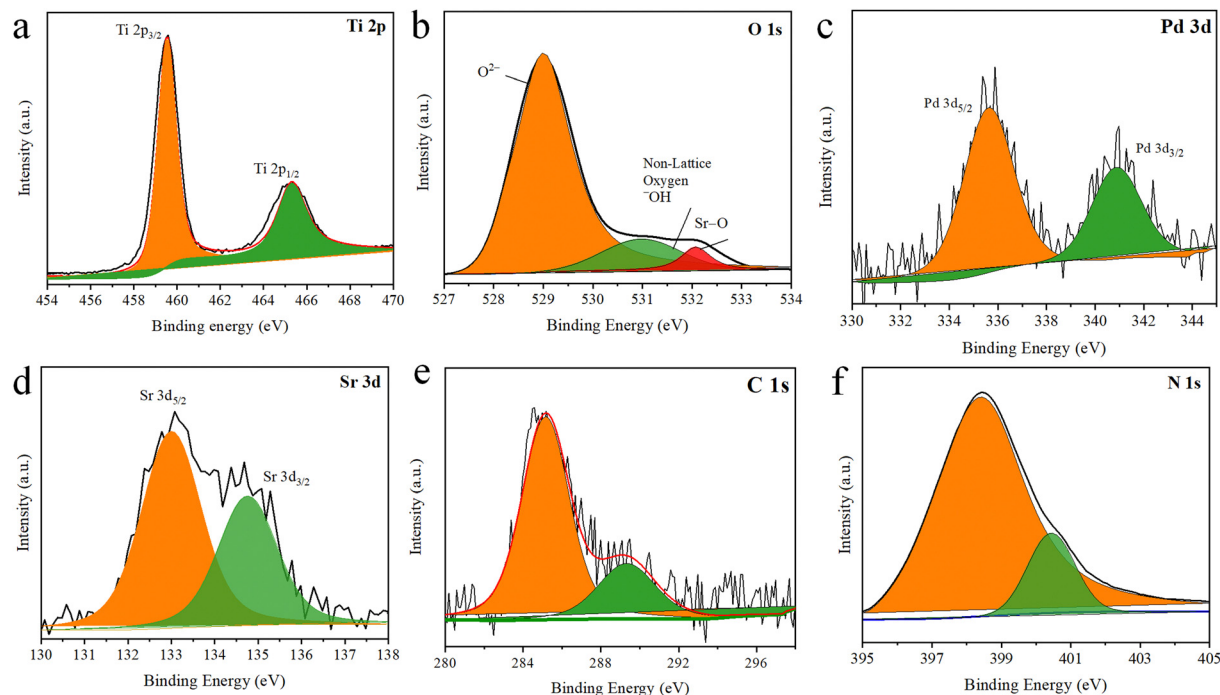 a
Ti 2p
Ti 2p3/2
Ti 2p1/2
Intensity (a.u.)
454 456 458 460 462 464 466 468 470
Binding energy (eV)
b
O 1s
O2−
Non-Lattice
Oxygen
−OH
Sr−O
Intensity (a.u.)
527 528 529 530 531 532 533 534
Binding Energy (eV)
c
Pd 3d
Pd 3d5/2
Pd 3d3/2
Intensity (a.u.)
330 332 334 336 338 340 342 344
Binding Energy (eV)
d
Sr 3d
Sr 3d5/2
Sr 3d3/2
Intensity (a.u.)
130 131 132 133 134 135 136 137 138
Binding Energy (eV)
e
C 1s
Intensity (a.u.)
280 284 288 292 296
Binding Energy (eV)
f
N 1s
Intensity (a.u.)
395 397 399 401 403 405
Binding Energy (eV)